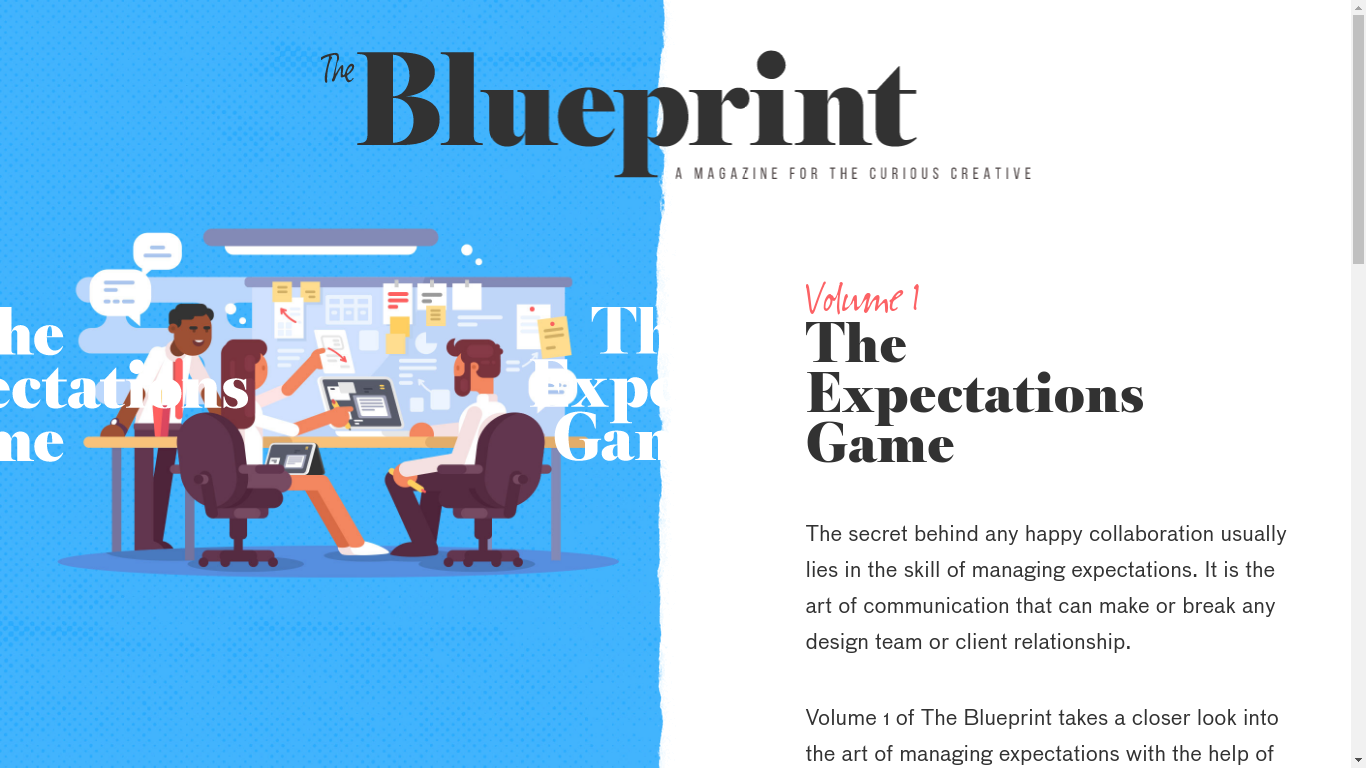 The
Blueprint
A MAGAZINE FOR THE CURIOUS CREATIVE
Volume 1
The
Expectations
Game
The secret behind any happy collaboration usually
lies in the skill of managing expectations. It is the
art of communication that can make or break any
design team or client relationship.
Volume 1 of The Blueprint takes a closer look into
the art of managing expectations with the help of
he
ectations
me
Th
Expe
Gam